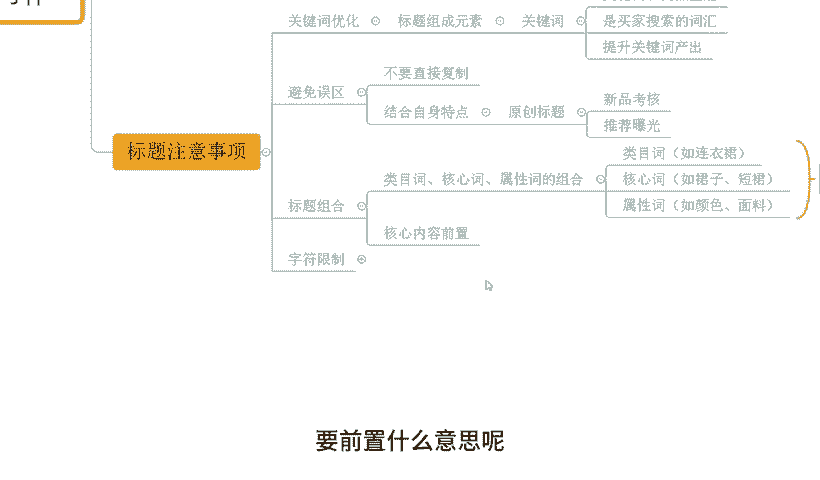 关键词优化
标题组成元素
关键词
是买家搜索的词汇
提升关键词产出
避免误区
不要直接复制
结合自身特点
原创标题
新品考核
推荐曝光
标题注意事项
标题组合
类目词、核心词、属性词的组合
类目词（如连衣裙）
核心词（如裙子、短裙）
属性词（如颜色、面料）
核心内容前置
字符限制
要前置什么意思呢